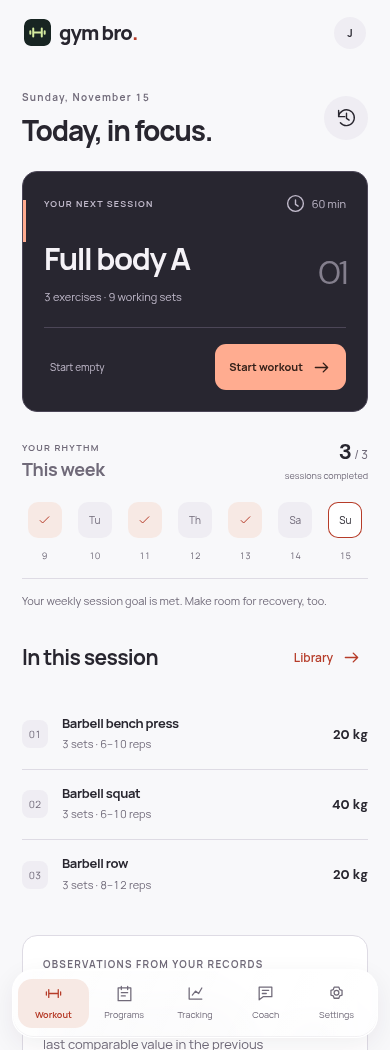 gym bro.
J
Sunday, November 15
Today, in focus.
YOUR NEXT SESSION
60 min
Full body A
01
3 exercises · 9 working sets
Start empty
Start workout
YOUR RHYTHM
3 / 3
This week
sessions completed
Tu Th Sa Su
9 10 11 12 13 14 15
Your weekly session goal is met. Make room for recovery, too.
In this session
Library
Barbell bench press
01
20 kg
3 sets · 6–10 reps
Barbell squat
02
40 kg
3 sets · 6–10 reps
Barbell row
03
20 kg
3 sets · 8–12 reps
OBSERVATIONS FROM YOUR RECORDS
Workout Programs Tracking Coach Settings
last comparable value in the previous